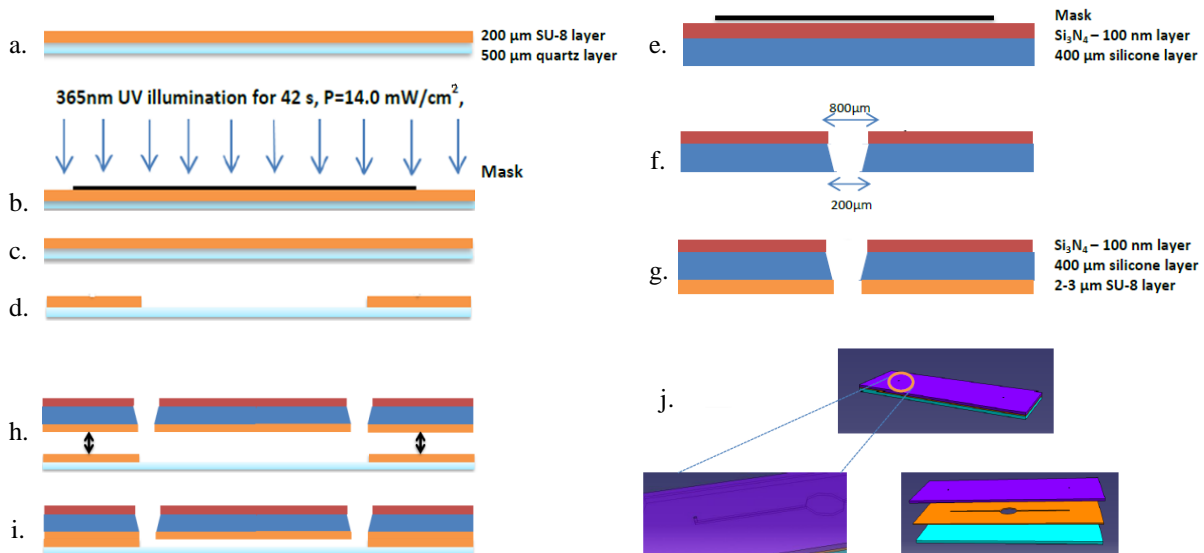 a.
200 µm SU-8 layer
500 µm quartz layer
365nm UV illumination for 42 s, P=14.0 mW/cm²,
Mask
b.
c.
d.
h.
i.
e.
Mask
Si₃N₄ – 100 nm layer
400 µm silicone layer
800µm
f.
200µm
g.
Si₃N₄ – 100 nm layer
400 µm silicone layer
2-3 µm SU-8 layer
j.